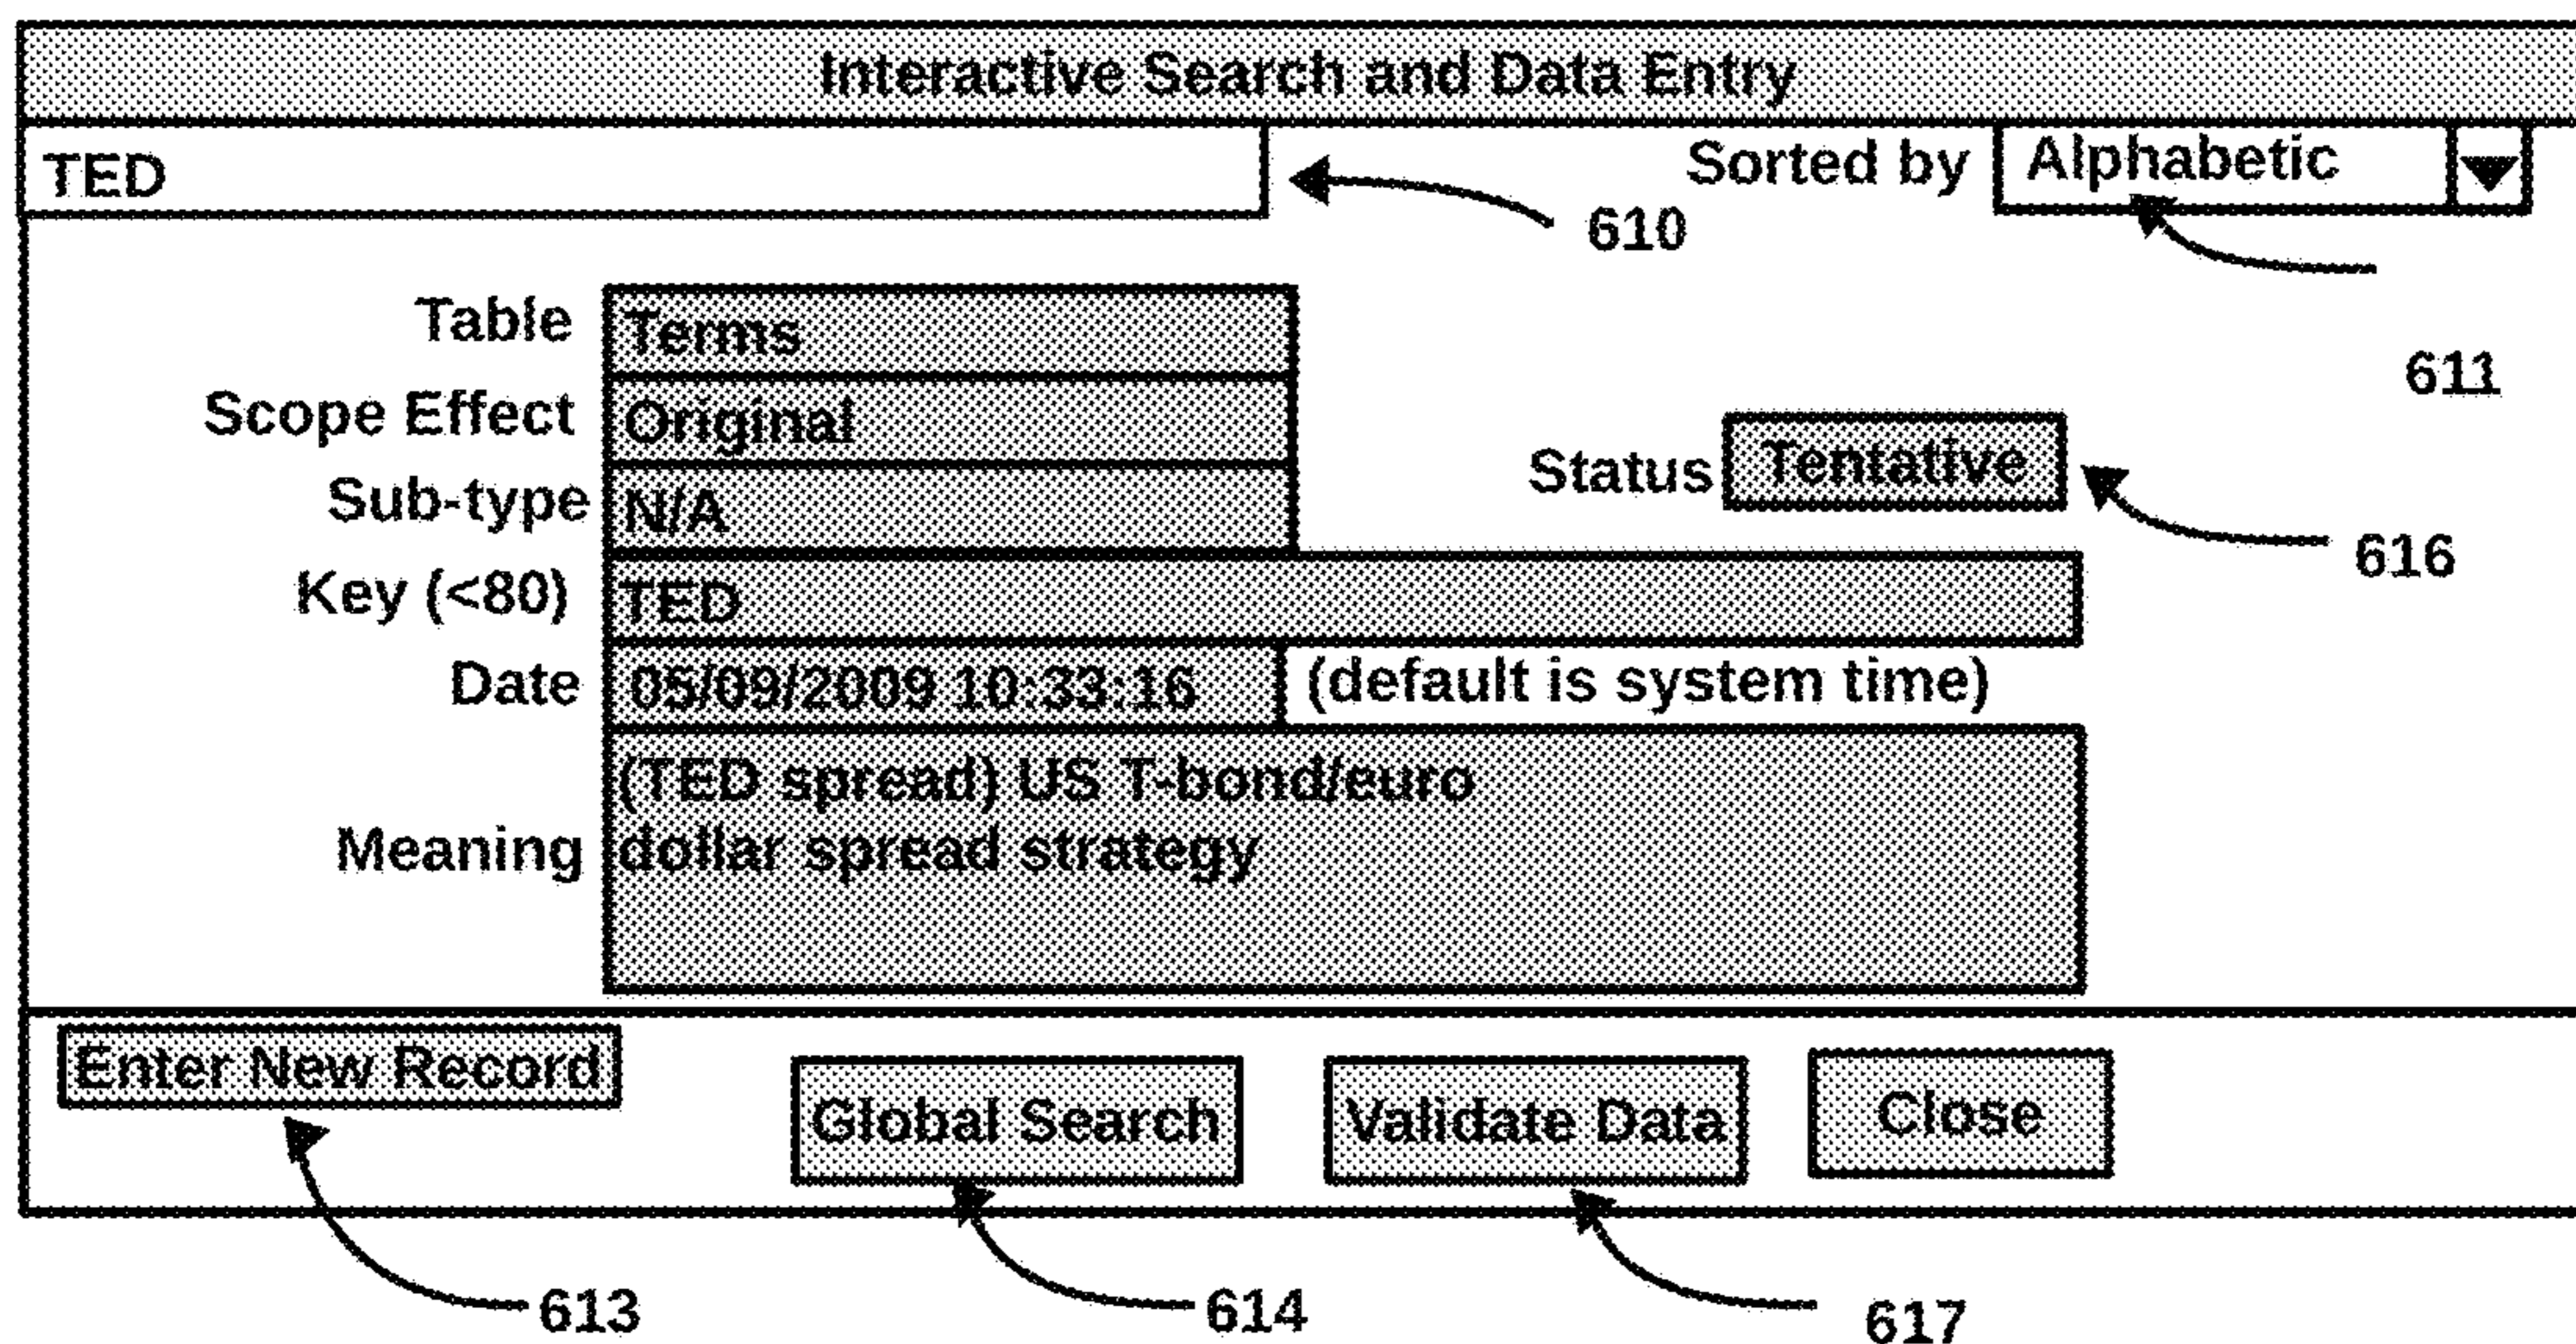 Interactive Search and Data Entry
TED
Sorted by Alphabetic
610
Table Terms
611
Scope Effect Original
Status Tentative
Sub-type N/A
616
Key (<80) TED
Date 05/09/2009 10:33:16 (default is system time)
(TED spread) US T-bond/euro
Meaning dollar spread strategy
Enter New Record
Global Search Validate Data Close
613 614 617